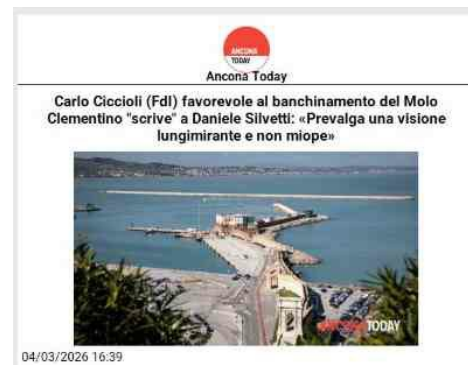 ANCONA
TODAY
Ancona Today
Carlo Ciccioli (FdI) favorevole al banchinamento del Molo
Clementino "scrive" a Daniele Silvetti: «Prevalga una visione
lungimirante e non miope»
ANCONA TODAY
04/03/2026 16:39